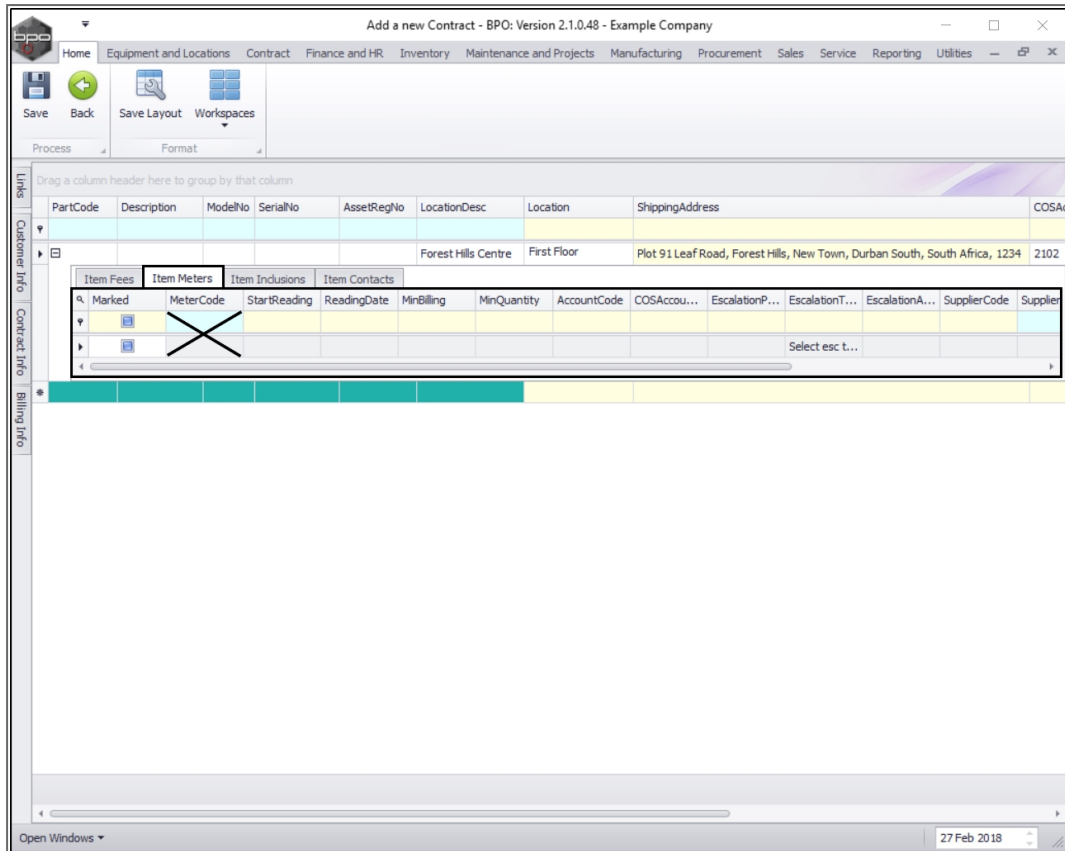 Add a new Contract - BPO: Version 2.1.0.48 - Example Company
bpo
Home Equipment and Locations Contract Finance and HR Inventory Maintenance and Projects Manufacturing Procurement Sales Service Reporting Utilities
Save Back Save Layout Workspaces
Process Format
Links
Customer Info
Contract Info
Billing Info
Drag a column header here to group by that column
PartCode Description ModelNo SerialNo AssetRegNo LocationDesc Location ShippingAddress COSAc
Forest Hills Centre First Floor Plot 91 Leaf Road, Forest Hills, New Town, Durban South, South Africa, 1234 2102
Item Fees Item Meters Item Inclusions Item Contacts
Marked MeterCode StartReading ReadingDate MinBilling MinQuantity AccountCode COSAccou... EscalationP... EscalationT... EscalationA... SupplierCode Supplier
Select esc t...
Open Windows 27 Feb 2018